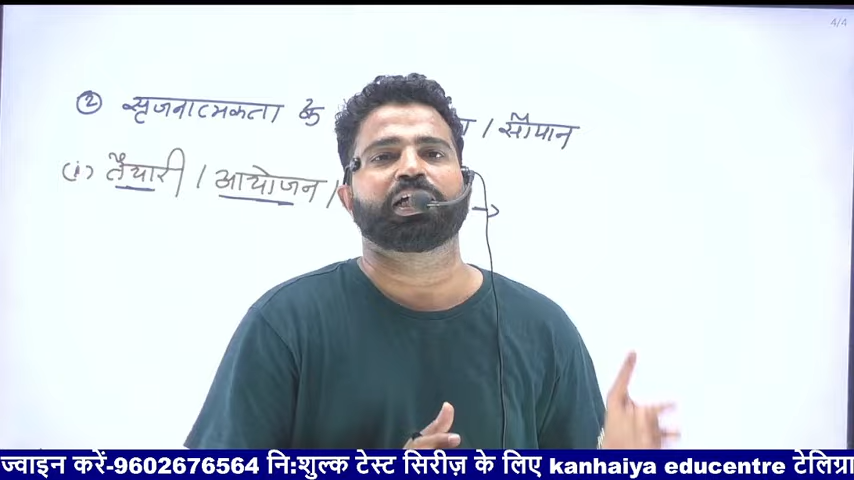 4/4
② सृजनात्मकता के / सौपान
(i) तैयारी / आयोजन /
ज्वाइन करें-9602676564 नि:शुल्क टेस्ट सिरीज़ के लिए kanhaiya educentre टेलिग्रा